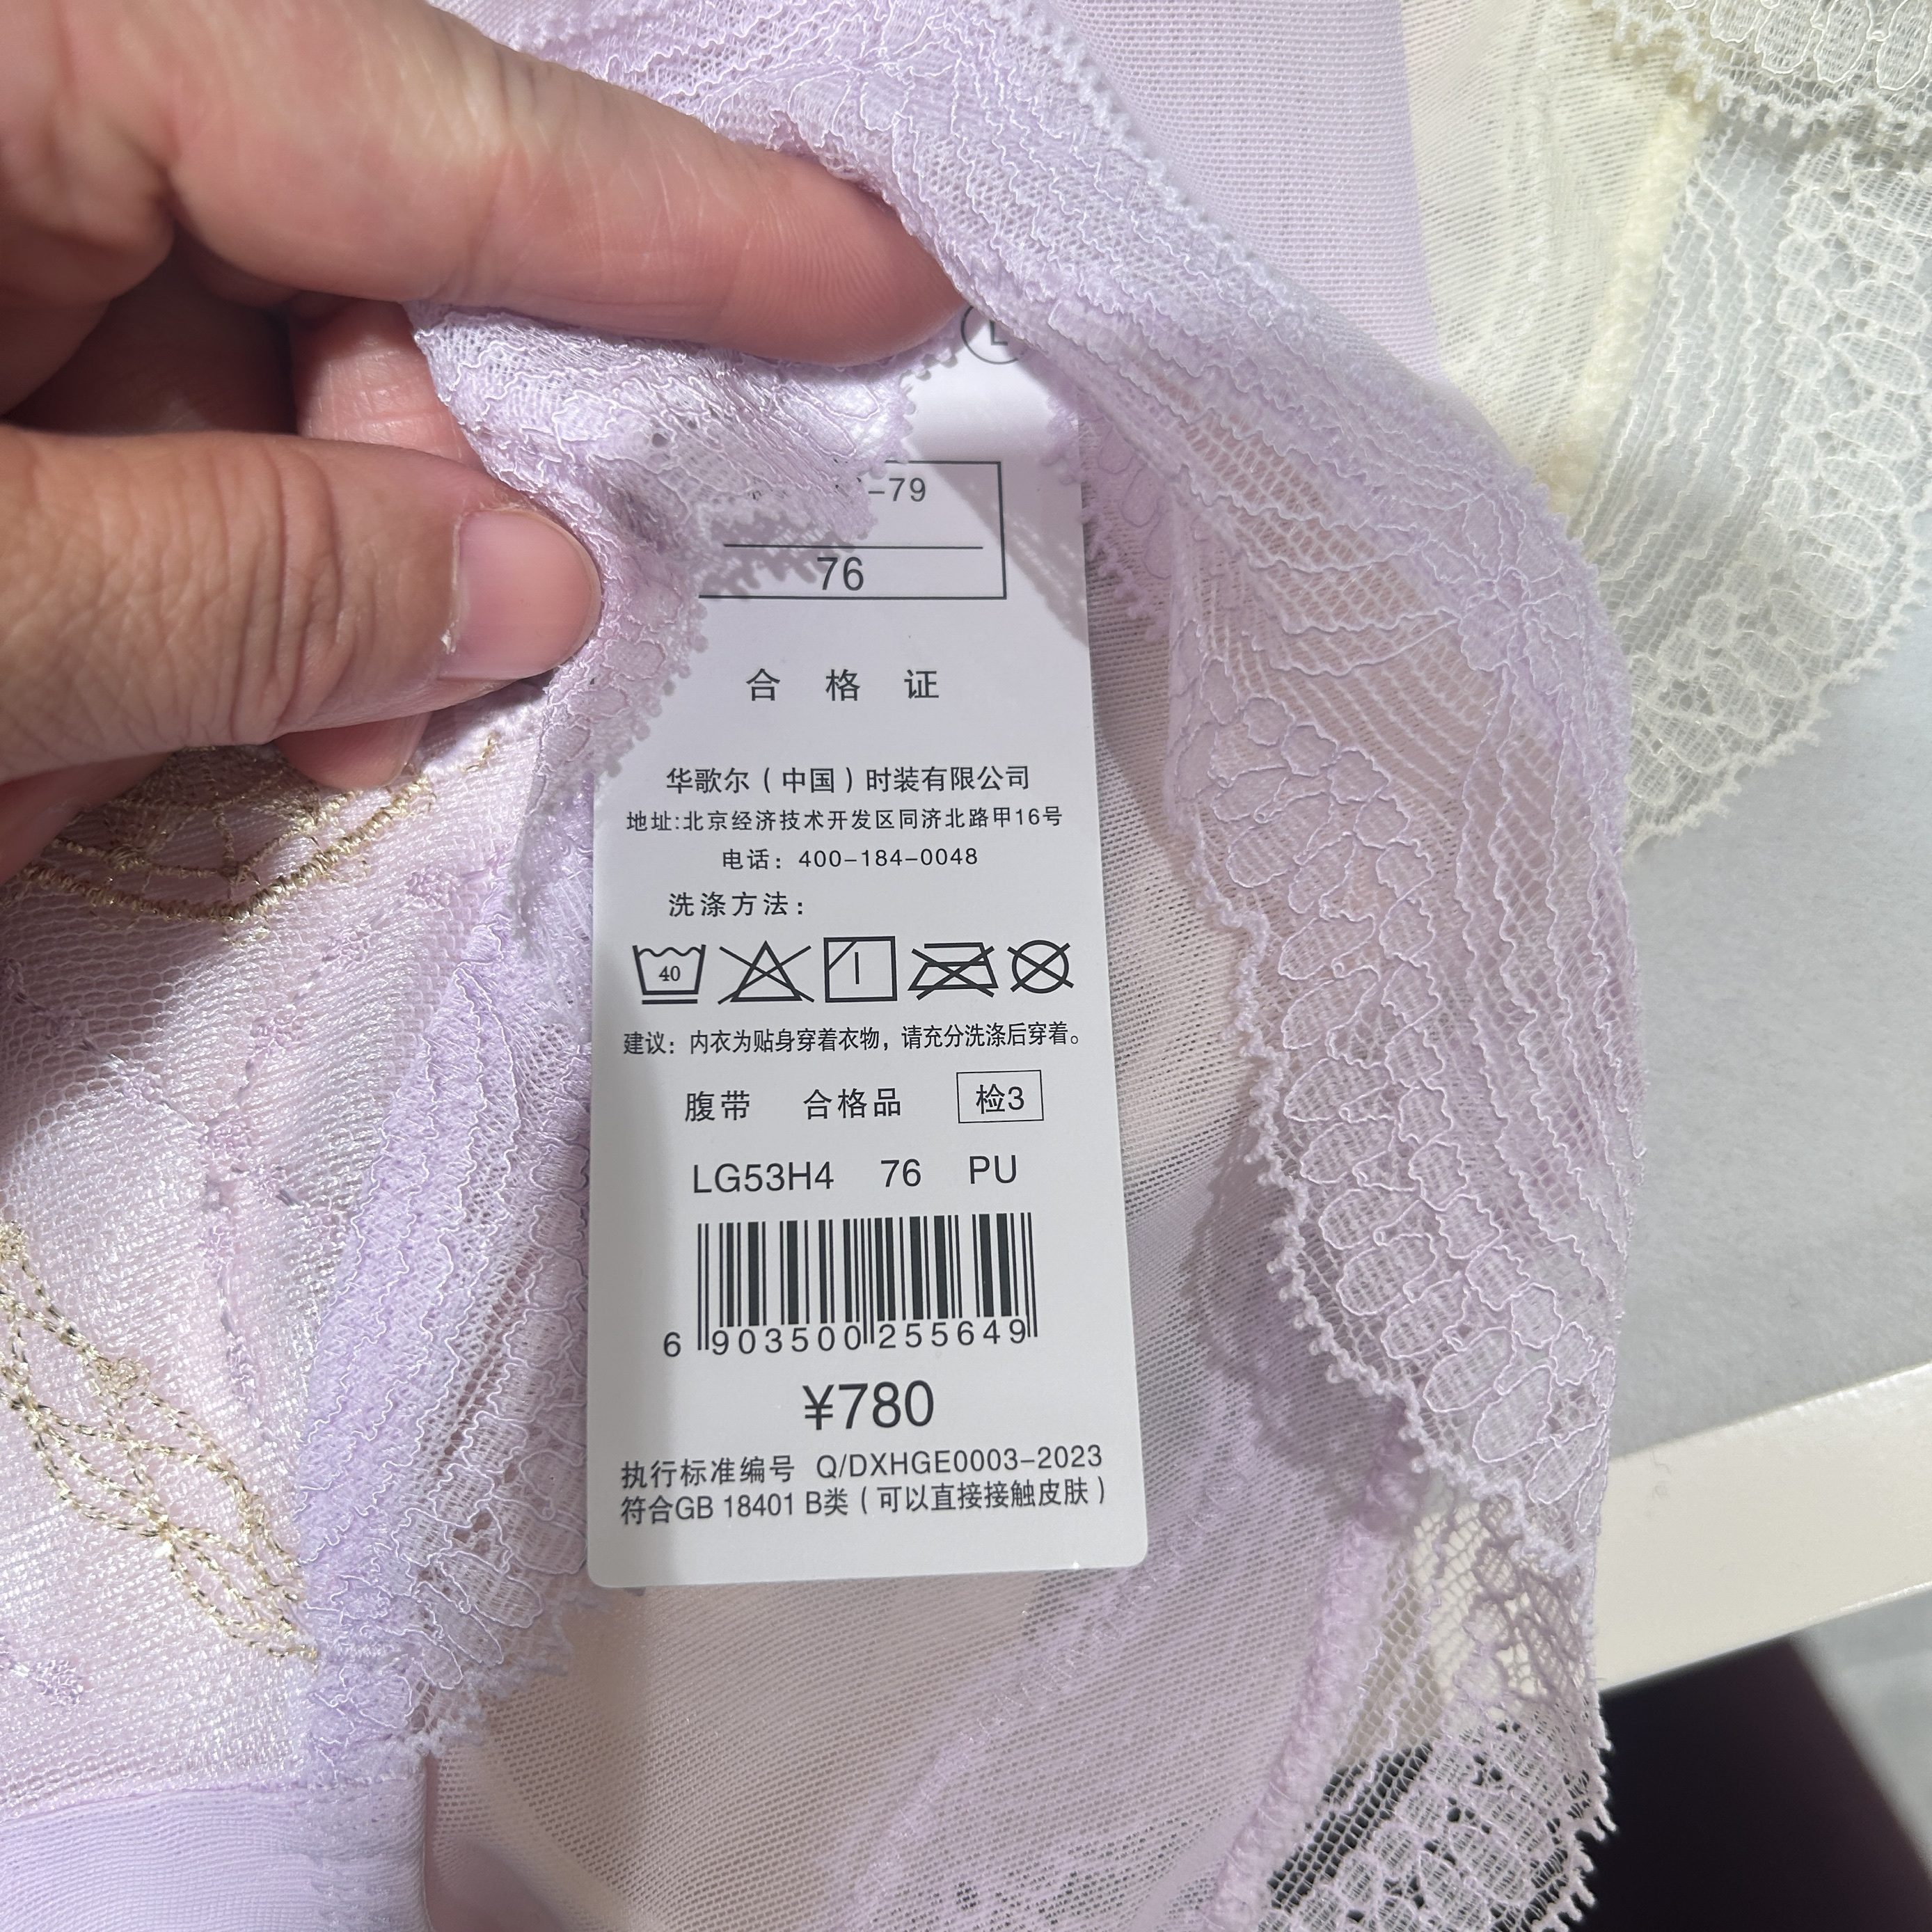 L
-79
76
合格证
华歌尔(中国)时装有限公司
地址:北京经济技术开发区同济北路甲16号
电话：400-184-0048
洗涤方法：
40
建议：内衣为贴身穿着衣物，请充分洗涤后穿着。
腹带 合格品 检3
LG53H4 76 PU
6 903500 255649
¥780
执行标准编号 Q/DXHGE0003-2023
符合GB 18401 B类(可以直接接触皮肤)